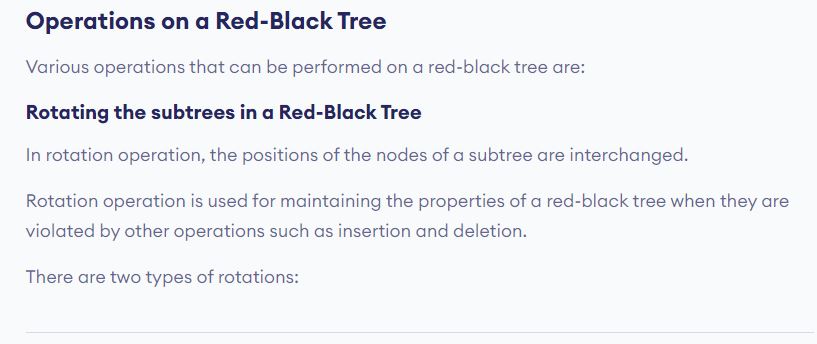 Operations on a Red-Black Tree
Various operations that can be performed on a red-black tree are:
Rotating the subtrees in a Red-Black Tree
In rotation operation, the positions of the nodes of a subtree are interchanged.
Rotation operation is used for maintaining the properties of a red-black tree when they are
violated by other operations such as insertion and deletion.
There are two types of rotations: